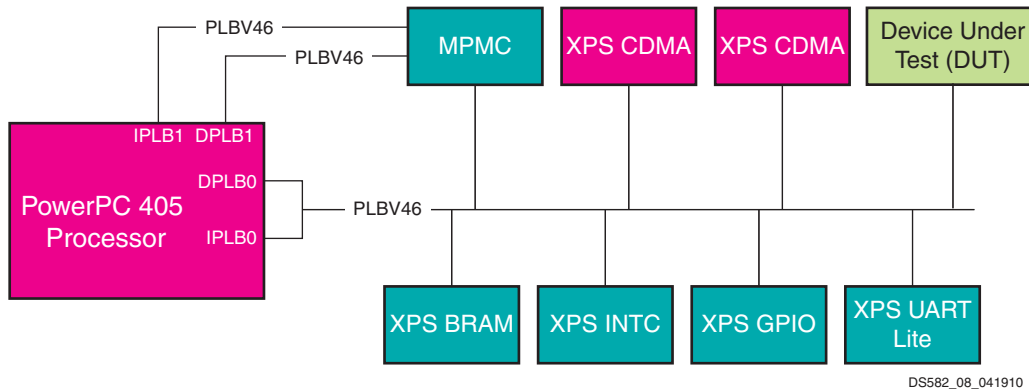 PLBV46
PLBV46
MPMC
XPS CDMA
XPS CDMA
Device Under
Test (DUT)
IPLB1 DPLB1
DPLB0
PowerPC 405
Processor
IPLB0
PLBV46
XPS BRAM
XPS INTC
XPS GPIO
XPS UART
Lite
DS582_08_041910